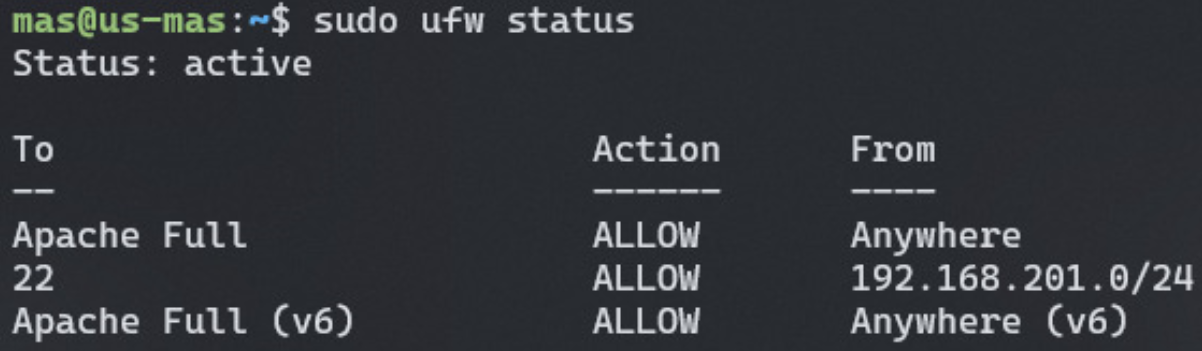 mas@us-mas:~$ sudo ufw status
Status: active
To Action From
-- ------ ----
Apache Full ALLOW Anywhere
22 ALLOW 192.168.201.0/24
Apache Full (v6) ALLOW Anywhere (v6)